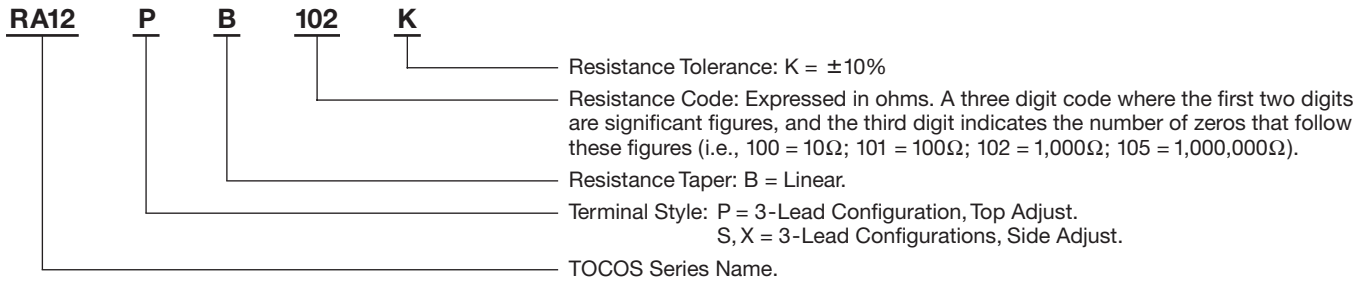 RA12 P B 102 K
Resistance Tolerance: K = ±10%
Resistance Code: Expressed in ohms. A three digit code where the first two digits
are significant figures, and the third digit indicates the number of zeros that follow
these figures (i.e., 100 = 10Ω; 101 = 100Ω; 102 = 1,000Ω; 105 = 1,000,000Ω).
Resistance Taper: B = Linear.
Terminal Style: P = 3-Lead Configuration, Top Adjust.
S, X = 3-Lead Configurations, Side Adjust.
TOCOS Series Name.